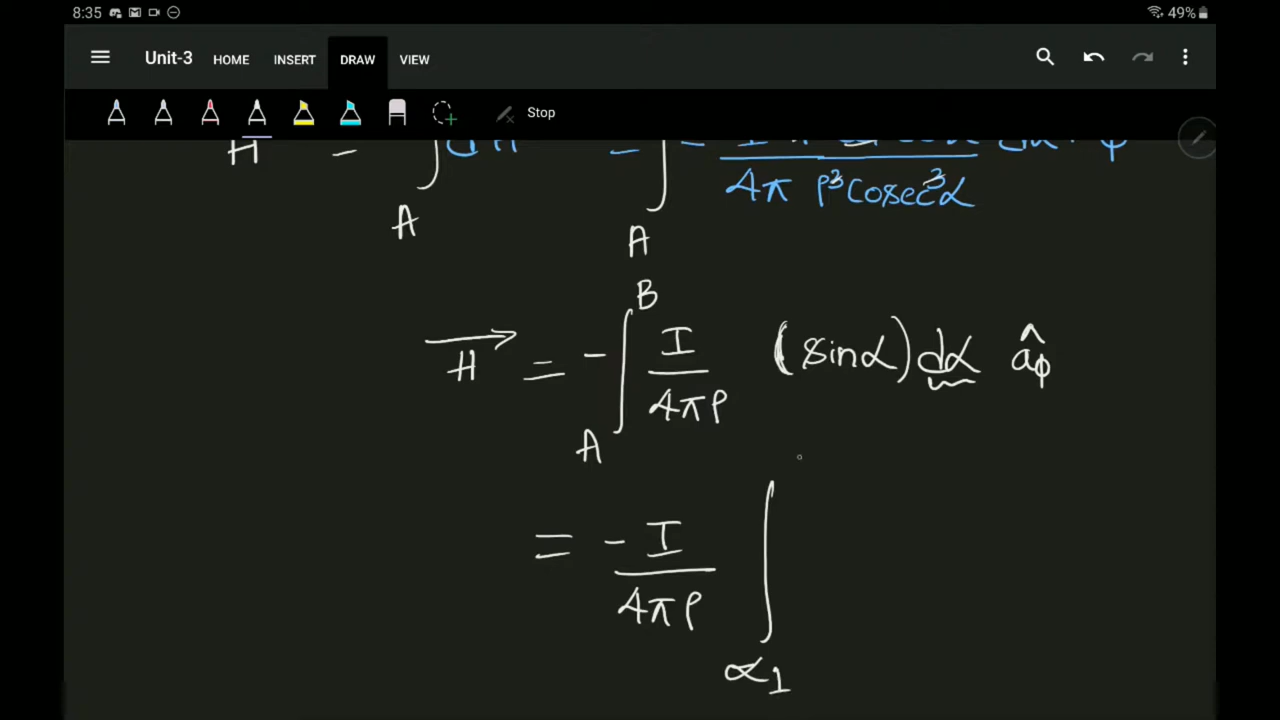 8:35 49%
Unit-3 HOME INSERT DRAW VIEW
Stop
H = ∫ dH = ∫ -
4π ρ³ cosec³α
A A
B
H⃗ = - ∫ I/4πρ (sinα) dα âϕ
A
= - I/4πρ ∫
α1